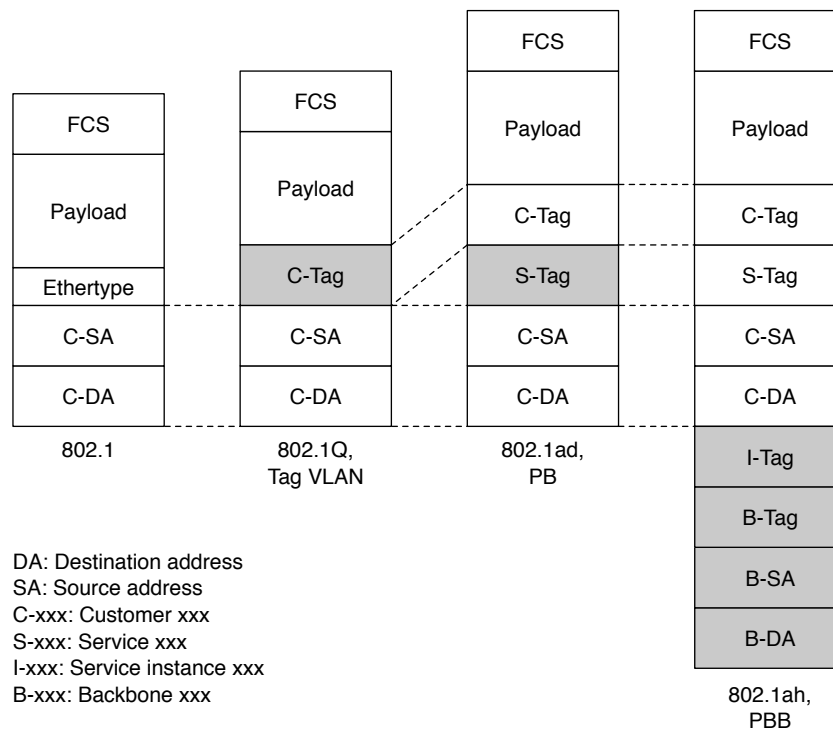 FCS
Payload
Ethertype
C-SA
C-DA
802.1
FCS
Payload
C-Tag
C-SA
C-DA
802.1Q,
Tag VLAN
FCS
Payload
C-Tag
S-Tag
C-SA
C-DA
802.1ad,
PB
FCS
Payload
C-Tag
S-Tag
C-SA
C-DA
I-Tag
B-Tag
B-SA
B-DA
802.1ah,
PBB
DA: Destination address
SA: Source address
C-xxx: Customer xxx
S-xxx: Service xxx
I-xxx: Service instance xxx
B-xxx: Backbone xxx